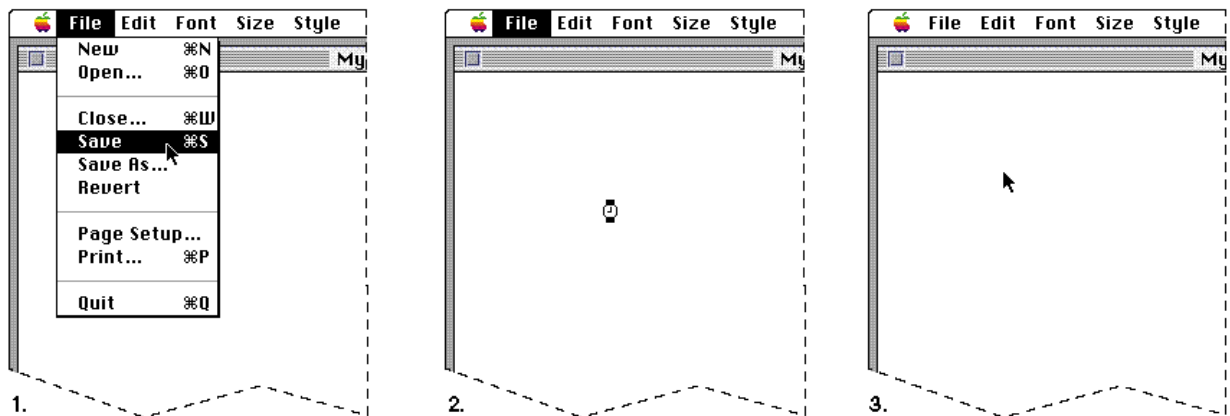 File Edit Font Size Style
New ⌘N
Open... ⌘O
My
Close... ⌘W
Save ⌘S
Save As...
Revert
Page Setup...
Print... ⌘P
Quit ⌘Q
1.
File Edit Font Size Style
My
2.
File Edit Font Size Style
My
3.